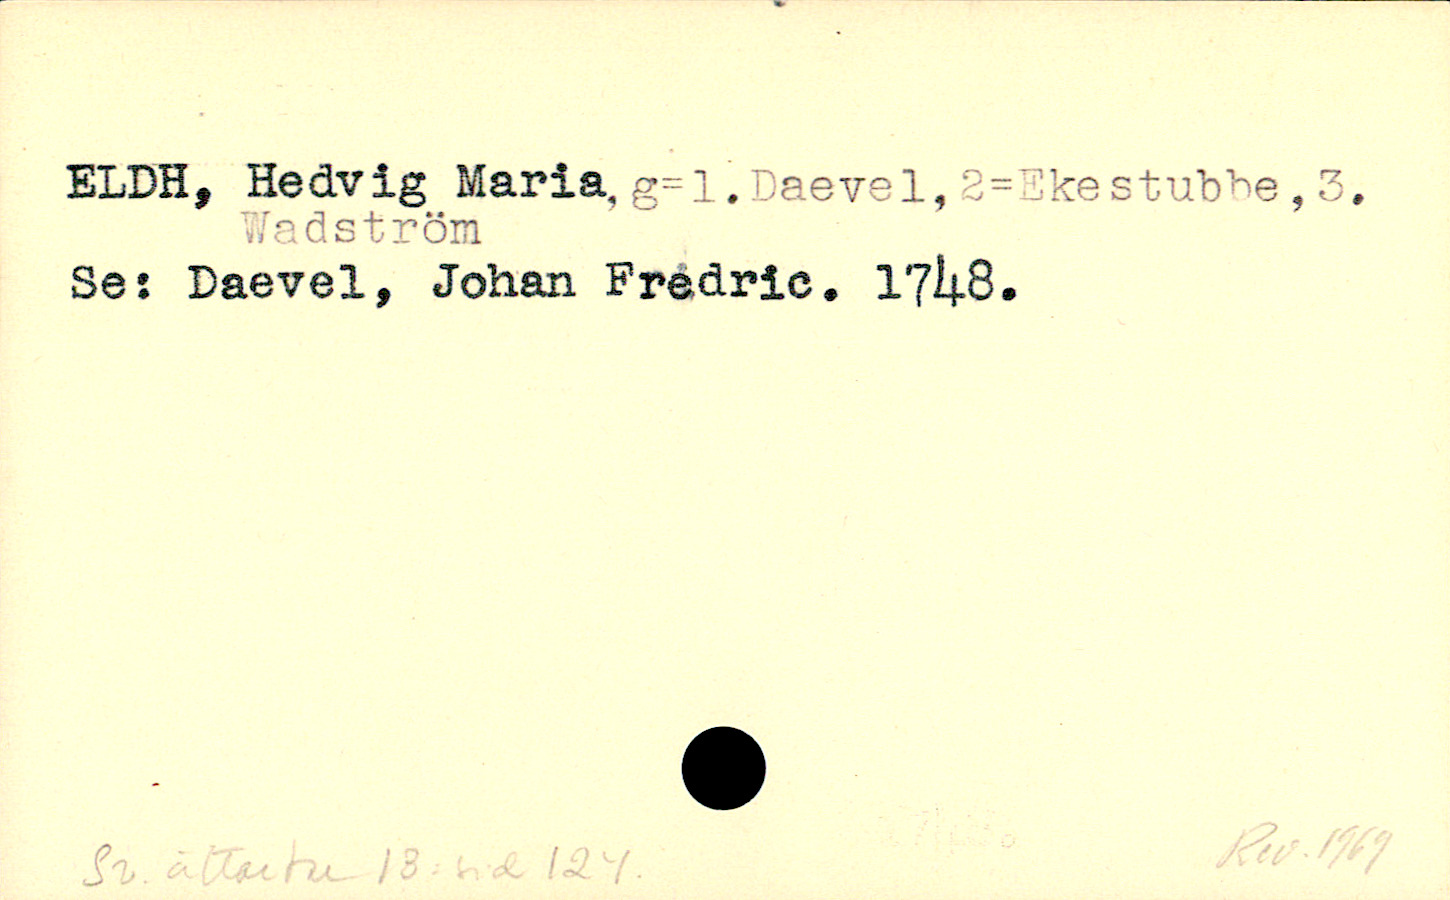 ELDH, Hedvig Maria, g=1.Daevel, 2=Ekestubbe, 3.
Wadström
Se: Daevel, Johan Fredric. 1748.
Sv. ättartav 13: sid 124.
Rev. 1969